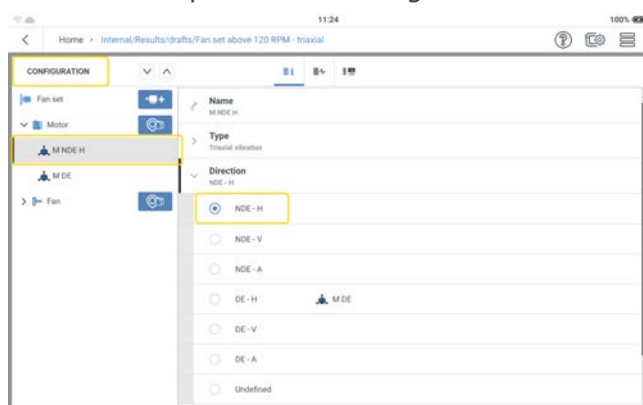 11:24
100%
Home • Internal/Results/drafts/Fan set above 120 RPM - triaxial
CONFIGURATION
Fan set
Motor
M NDE H
M DE
Fan
Name
M NDE H
Type
Triaxial vibration
Direction
NDE - H
NDE - H
NDE - V
NDE - A
DE - H M DE
DE - V
DE - A
Undefined